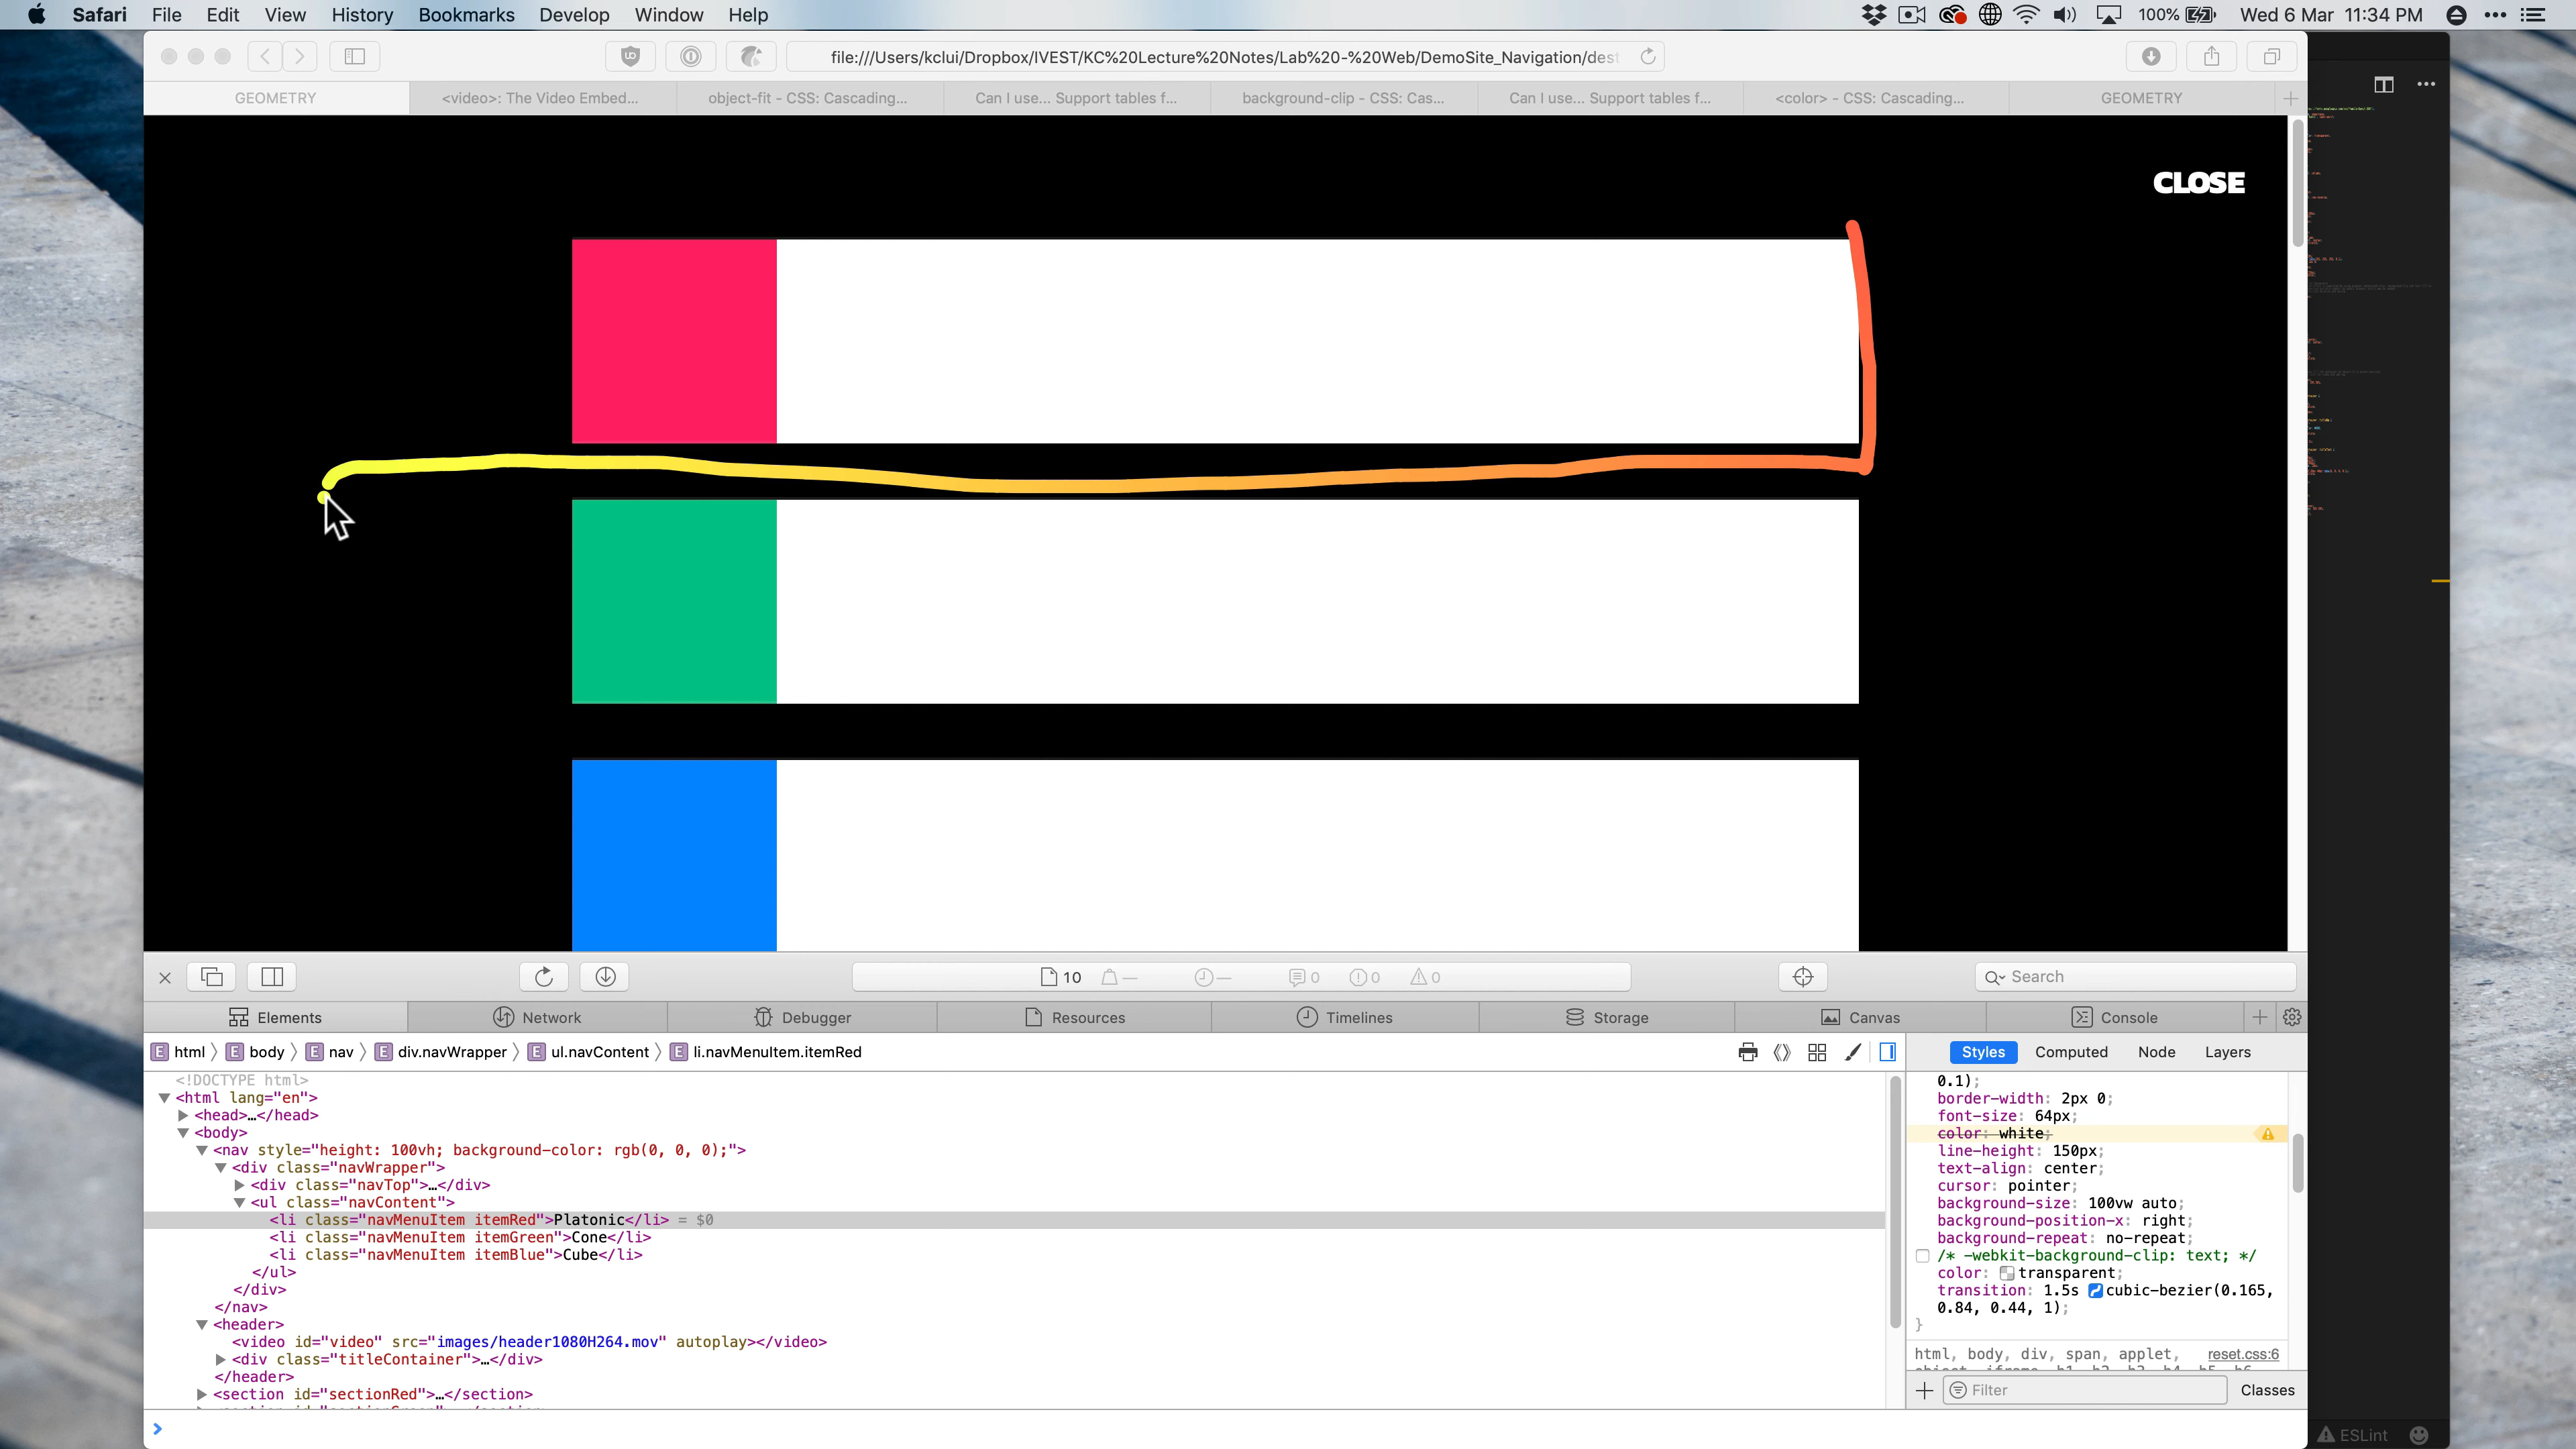 Safari File Edit View History Bookmarks Develop Window Help 100% Wed 6 Mar 11:34 PM
file:///Users/kclui/Dropbox/IVEST/KC%20Lecture%20Notes/Lab%20-%20Web/DemoSite_Navigation/dest
GEOMETRY <video>: The Video Embed... object-fit - CSS: Cascading... Can I use... Support tables f... background-clip - CSS: Cas... Can I use... Support tables f... <color> - CSS: Cascading... GEOMETRY
CLOSE
10 — — 0 0 0 Search
Elements Network Debugger Resources Timelines Storage Canvas Console
E html E body E nav E div.navWrapper E ul.navContent E li.navMenuItem.itemRed
Styles Computed Node Layers
<!DOCTYPE html>
<html lang="en">
<head>…</head>
<body>
<nav style="height: 100vh; background-color: rgb(0, 0, 0);">
<div class="navWrapper">
<div class="navTop">…</div>
<ul class="navContent">
<li class="navMenuItem itemRed">Platonic</li> = $0
<li class="navMenuItem itemGreen">Cone</li>
<li class="navMenuItem itemBlue">Cube</li>
</ul>
</div>
</nav>
<header>
<video id="video" src="images/header1080H264.mov" autoplay></video>
<div class="titleContainer">…</div>
</header>
<section id="sectionRed">…</section>
0.1);
border-width: 2px 0;
font-size: 64px;
color: white;
line-height: 150px;
text-align: center;
cursor: pointer;
background-size: 100vw auto;
background-position-x: right;
background-repeat: no-repeat;
/* -webkit-background-clip: text; */
color: transparent;
transition: 1.5s cubic-bezier(0.165,
0.84, 0.44, 1);
}
html, body, div, span, applet, reset.css:6
Filter Classes
ESLint